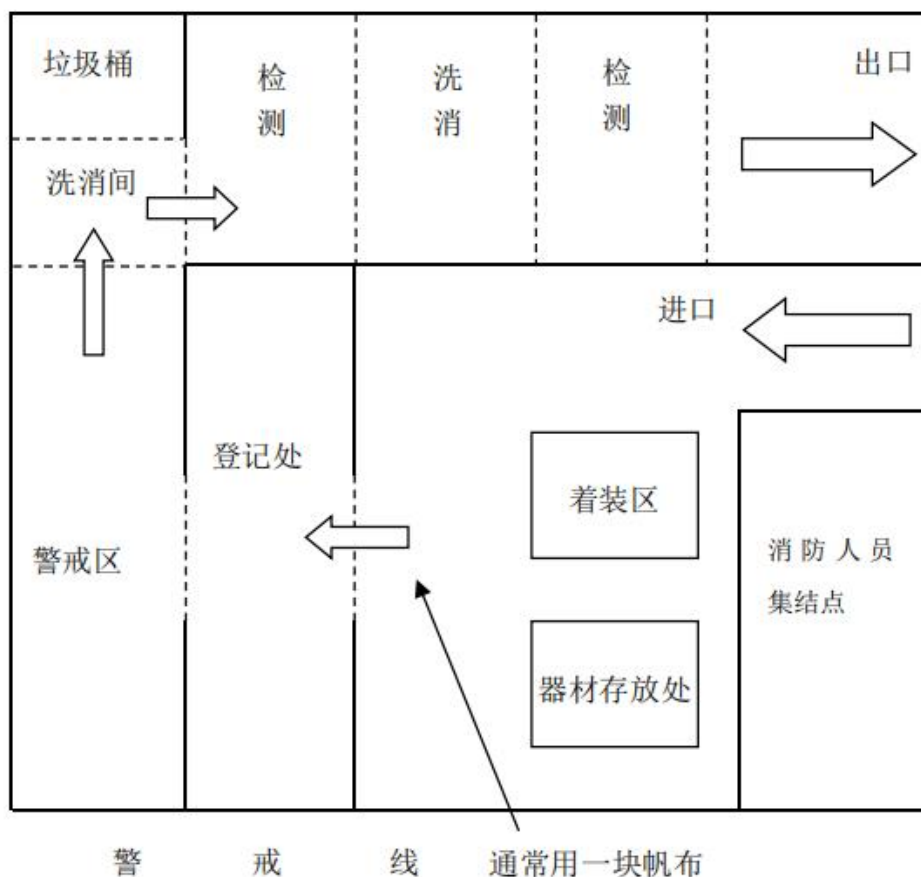 垃圾桶
检测
洗消
检测
出口
洗消间
进口
登记处
着装区
警戒区
消防人员
集结点
器材存放处
警戒线
通常用一块帆布